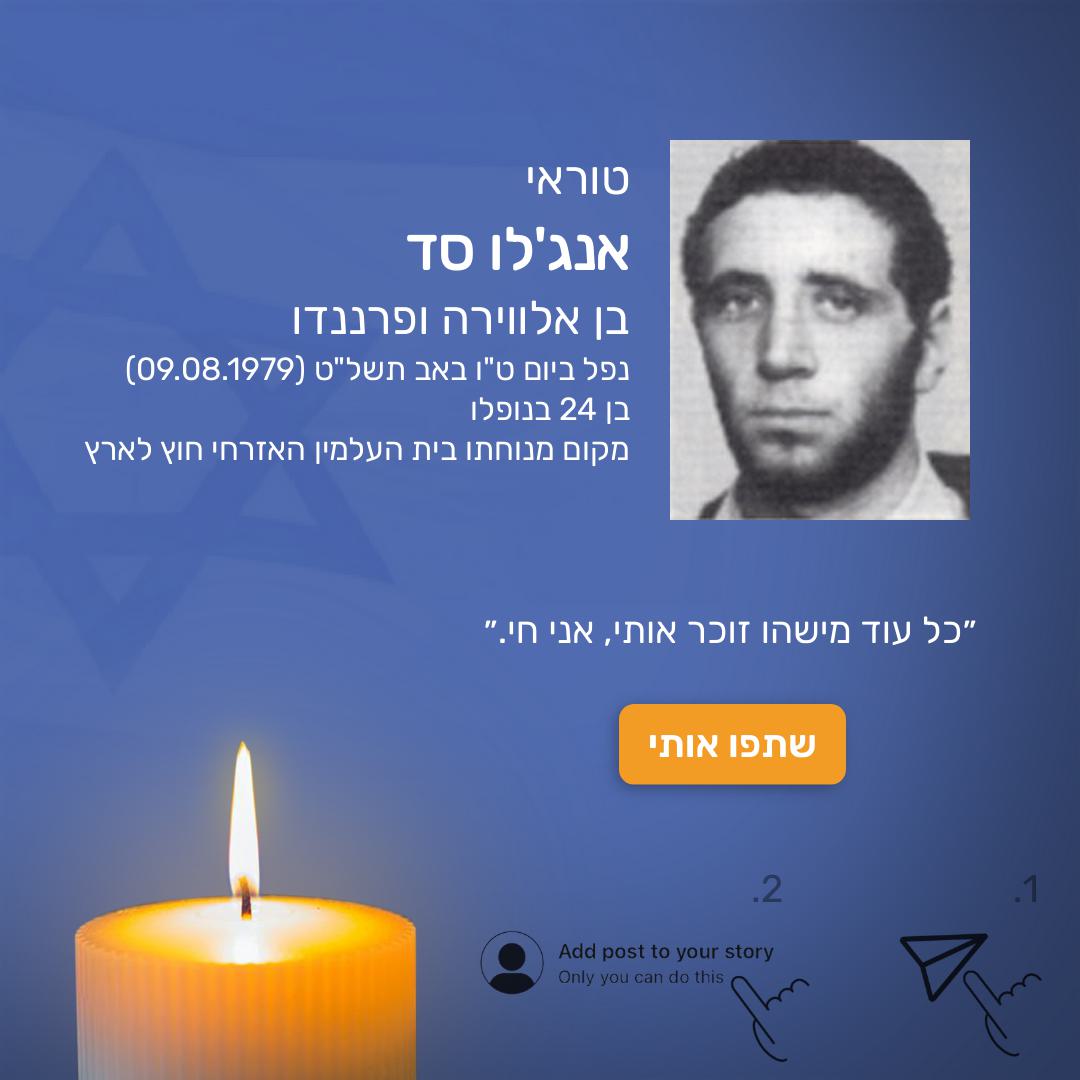 טוראי
אנג'לו סד
בן אלווירה ופרננדו
נפל ביום ט"ו באב תשל"ט (09.08.1979)
בן 24 בנופלו
מקום מנוחתו בית העלמין האזרחי חוץ לארץ
״כל עוד מישהו זוכר אותי, אני חי.״
שתפו אותי
.1
.2
Add post to your story
Only you can do this